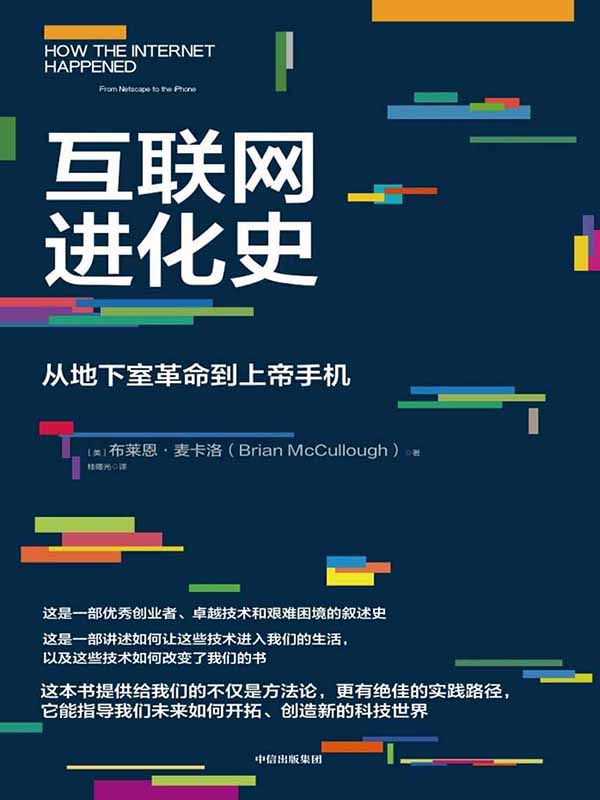 HOW THE INTERNET
HAPPENED
From Netscape to the iPhone
互联网
进化史
从地下室革命到上帝手机
［美］布莱恩·麦卡洛（Brian McCullough）◇著
桂曙光◇译
这是一部优秀创业者、卓越技术和艰难困境的叙述史
这是一部讲述如何让这些技术进入我们的生活，
以及这些技术如何改变了我们的书
这本书提供给我们的不仅是方法论，更有绝佳的实践路径，
它能指导我们未来如何开拓、创造新的科技世界
中信出版集团